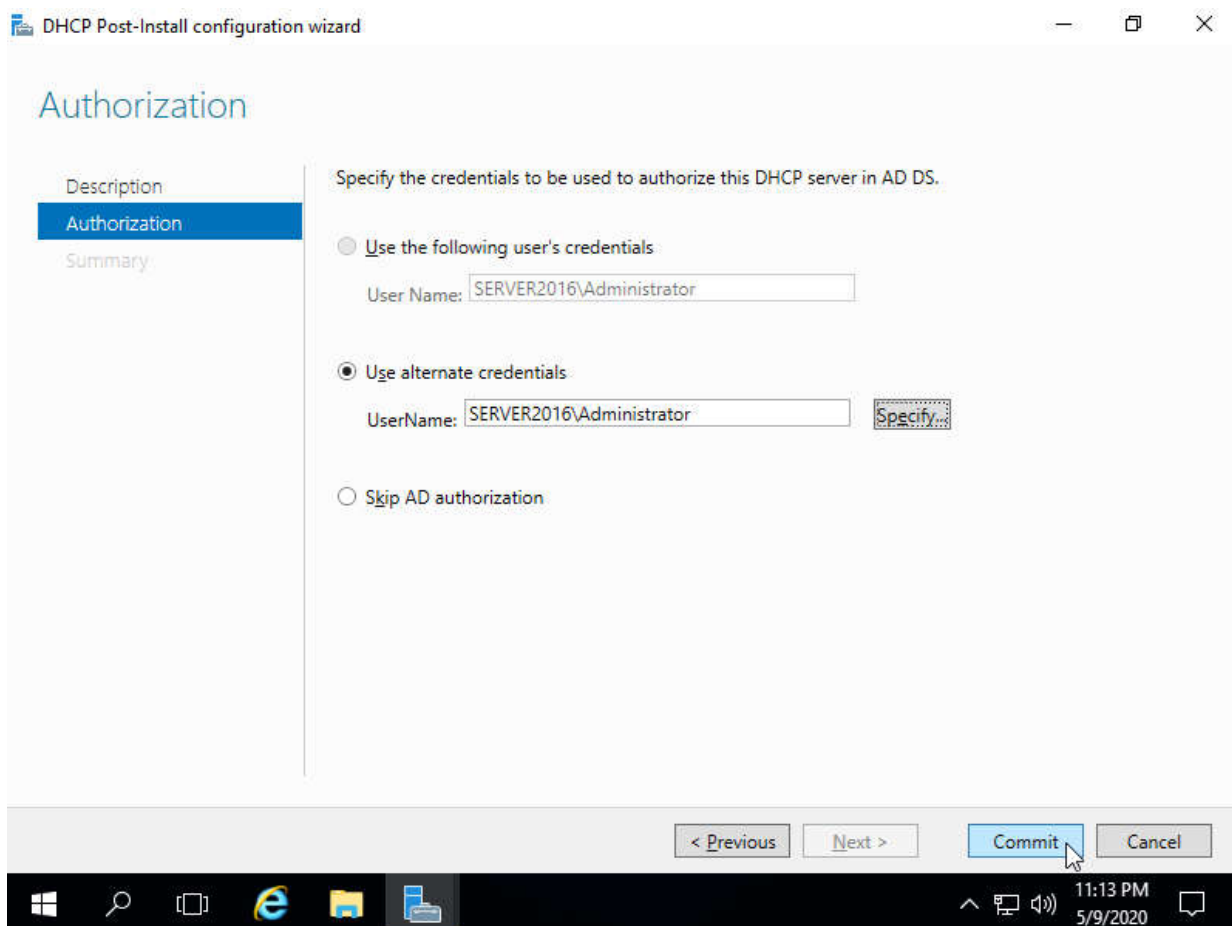 DHCP Post-Install configuration wizard
Authorization
Description
Authorization
Summary
Specify the credentials to be used to authorize this DHCP server in AD DS.
Use the following user's credentials
User Name: SERVER2016\Administrator
Use alternate credentials
UserName: SERVER2016\Administrator Specify...
Skip AD authorization
< Previous Next > Commit Cancel
11:13 PM
5/9/2020